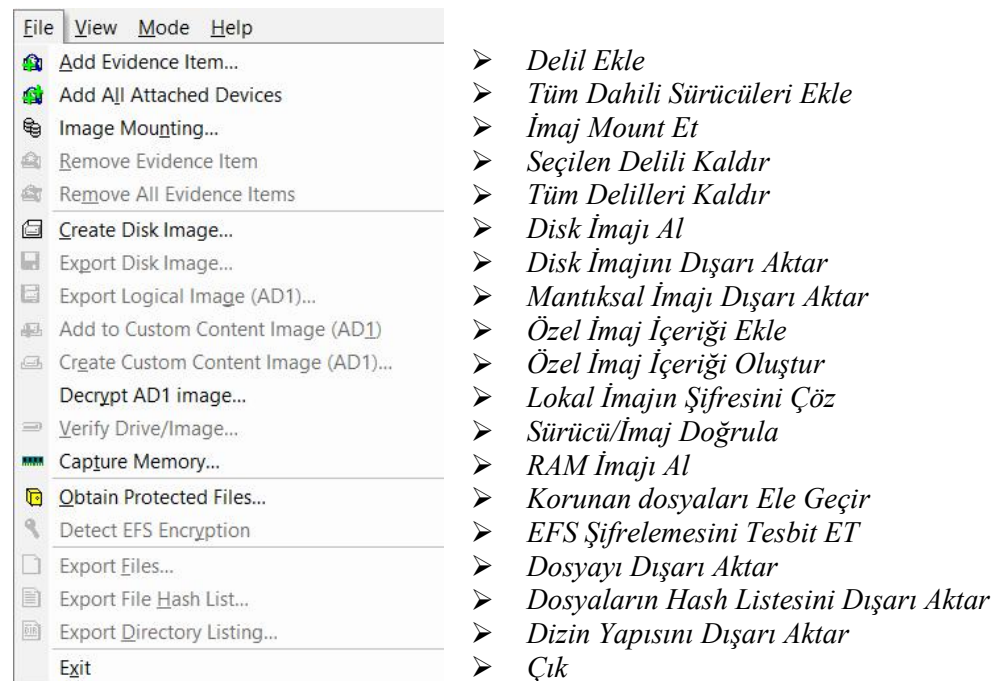 File View Mode Help
Add Evidence Item...
Delil Ekle
Add All Attached Devices
Tüm Dahili Sürücüleri Ekle
Image Mounting...
İmaj Mount Et
Remove Evidence Item
Seçilen Delili Kaldır
Remove All Evidence Items
Tüm Delilleri Kaldır
Create Disk Image...
Disk İmajı Al
Export Disk Image...
Disk İmajını Dışarı Aktar
Export Logical Image (AD1)...
Mantıksal İmajı Dışarı Aktar
Add to Custom Content Image (AD1)
Özel İmaj İçeriği Ekle
Create Custom Content Image (AD1)...
Özel İmaj İçeriği Oluştur
Decrypt AD1 image...
Lokal İmajın Şifresini Çöz
Verify Drive/Image...
Sürücü/İmaj Doğrula
Capture Memory...
RAM İmajı Al
Obtain Protected Files...
Korunan dosyaları Ele Geçir
Detect EFS Encryption
EFS Şifrelemesini Tesbit ET
Export Files...
Dosyayı Dışarı Aktar
Export File Hash List...
Dosyaların Hash Listesini Dışarı Aktar
Export Directory Listing...
Dizin Yapısını Dışarı Aktar
Exit
Çık